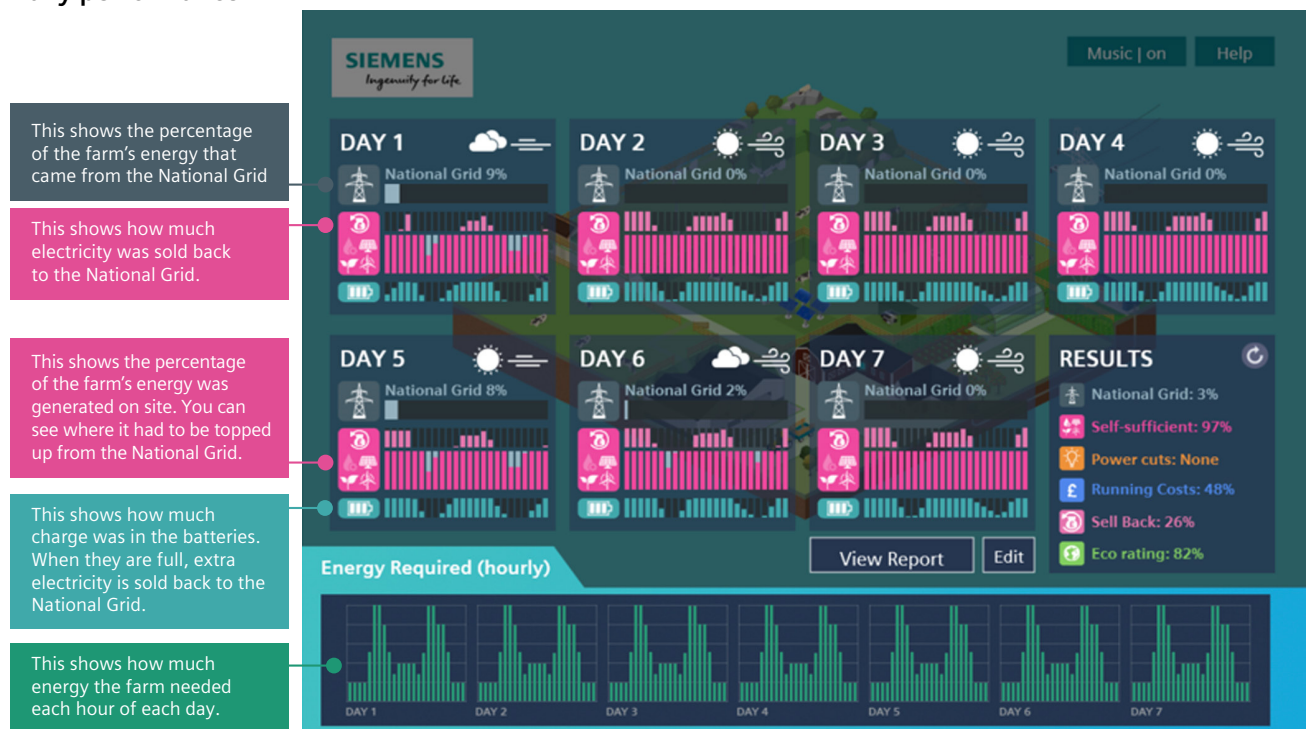 SIEMENS
Ingenuity for life
Music | on
Help
This shows the percentage
of the farm's energy that
came from the National Grid
This shows how much
electricity was sold back
to the National Grid.
This shows the percentage
of the farm's energy was
generated on site. You can
see where it had to be topped
up from the National Grid.
This shows how much
charge was in the batteries.
When they are full, extra
electricity is sold back to the
National Grid.
This shows how much
energy the farm needed
each hour of each day.
DAY 1
National Grid 9%
DAY 2
National Grid 0%
DAY 3
National Grid 0%
DAY 4
National Grid 0%
DAY 5
National Grid 8%
DAY 6
National Grid 2%
DAY 7
National Grid 0%
RESULTS
National Grid: 3%
Self-sufficient: 97%
Power cuts: None
£
Running Costs: 48%
Sell Back: 26%
Eco rating: 82%
View Report
Edit
Energy Required (hourly)
DAY 1
DAY 2
DAY 3
DAY 4
DAY 5
DAY 6
DAY 7